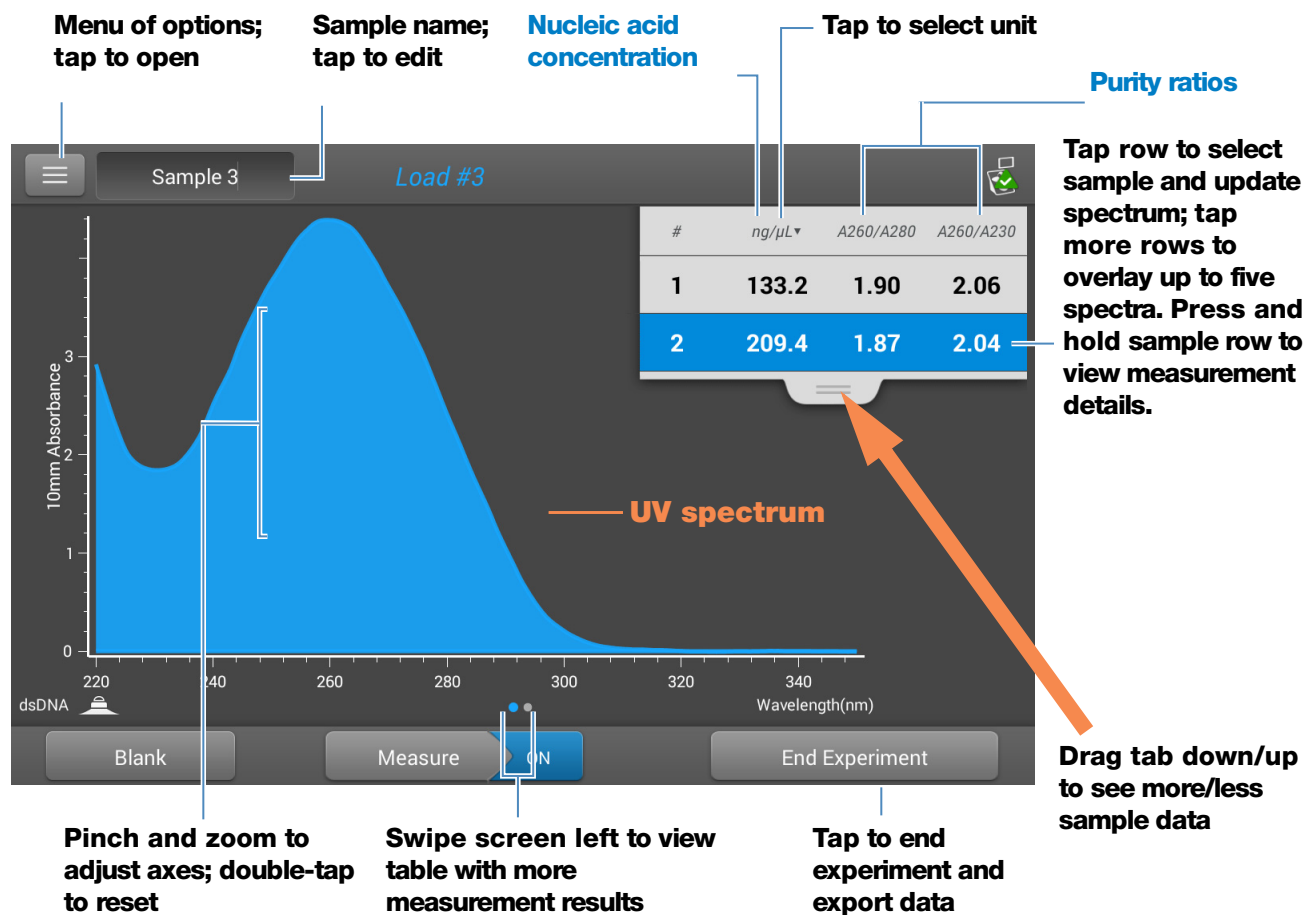 Menu of options;
tap to open
Sample name;
tap to edit
Nucleic acid
concentration
Tap to select unit
Purity ratios
Sample 3
Load #3
Tap row to select
sample and update
spectrum; tap
more rows to
overlay up to five
spectra. Press and
hold sample row to
view measurement
details.
# ng/µL▾ A260/A280 A260/A230
1 133.2 1.90 2.06
2 209.4 1.87 2.04
10mm Absorbance
3
2
1
0
UV spectrum
220 240 260 280 300 320 340
dsDNA
Wavelength(nm)
Blank
Measure
ON
End Experiment
Drag tab down/up
to see more/less
sample data
Pinch and zoom to
adjust axes; double-tap
to reset
Swipe screen left to view
table with more
measurement results
Tap to end
experiment and
export data